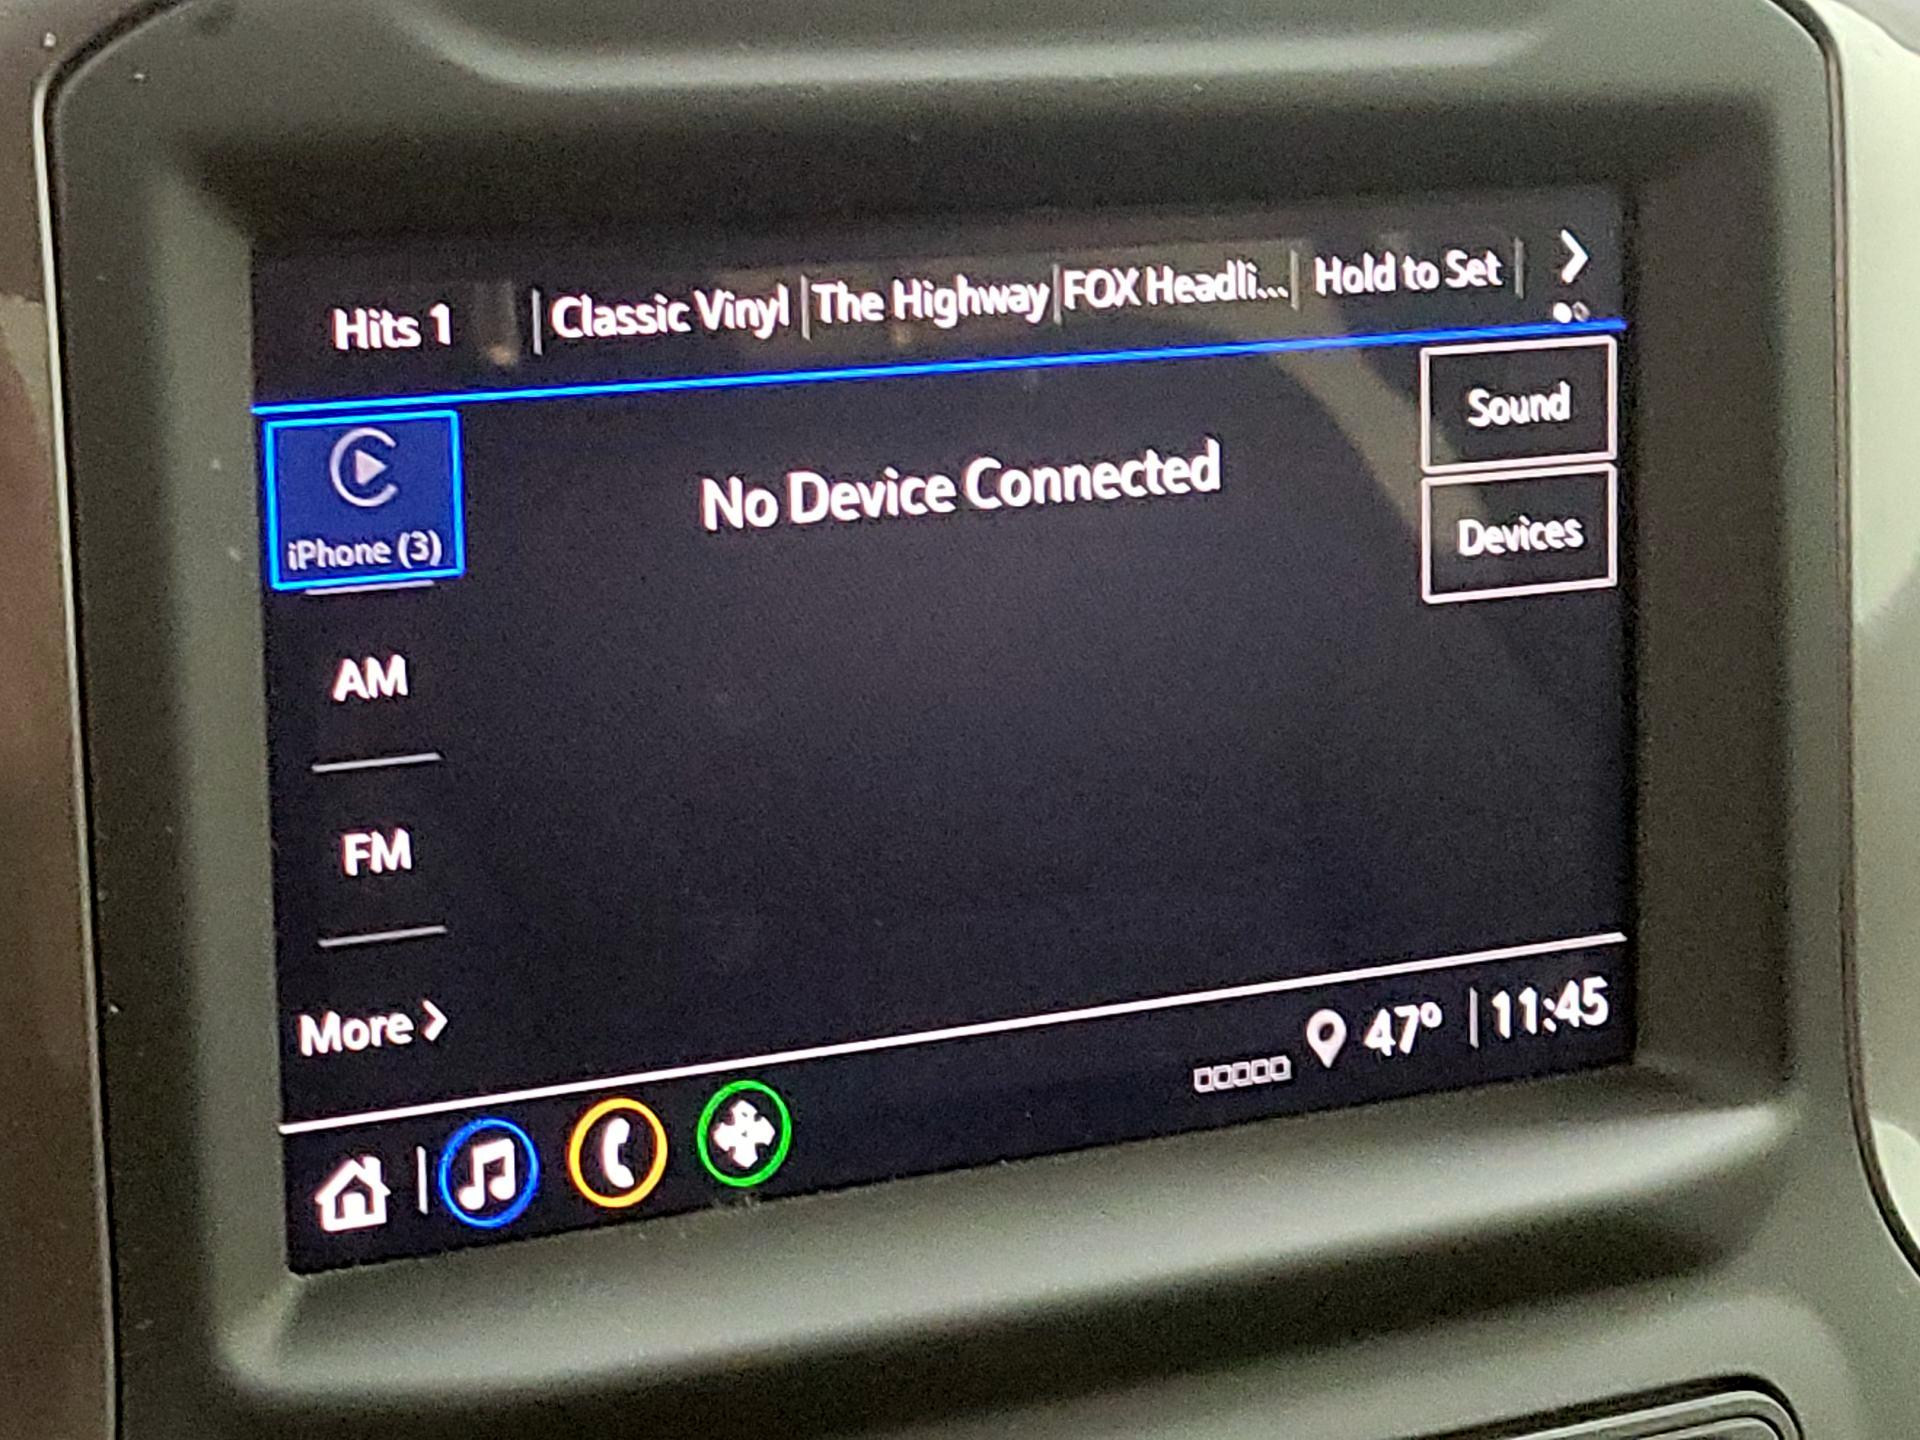 Hits 1
Classic Vinyl
The Highway
FOX Headli...
Hold to Set
iPhone (3)
No Device Connected
Sound
Devices
AM
FM
More
47°
11:45